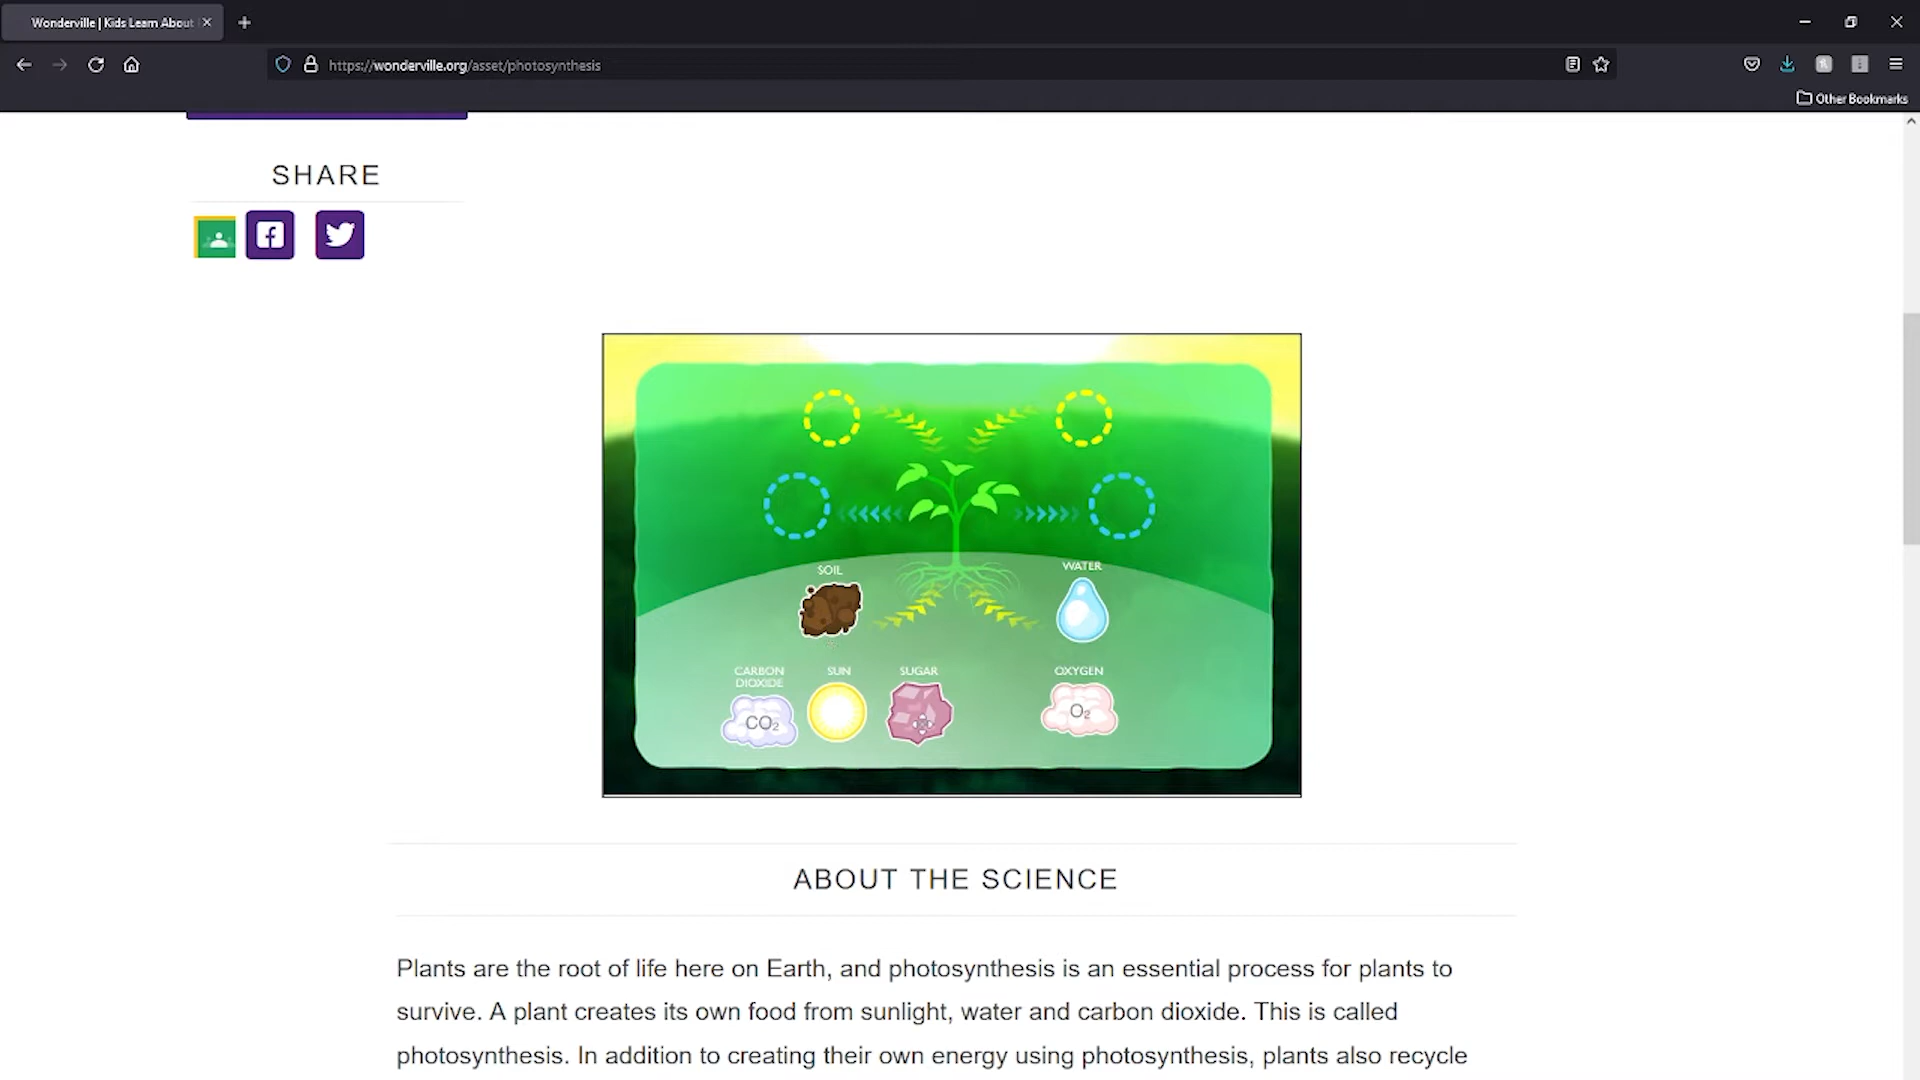 Wonderville | Kids Learn About
https://wonderville.org/asset/photosynthesis
Other Bookmarks
SHARE
SOIL
WATER
CARBON
DIOXIDE
SUN
SUGAR
OXYGEN
CO₂
O₂
ABOUT THE SCIENCE
Plants are the root of life here on Earth, and photosynthesis is an essential process for plants to
survive. A plant creates its own food from sunlight, water and carbon dioxide. This is called
photosynthesis. In addition to creating their own energy using photosynthesis, plants also recycle